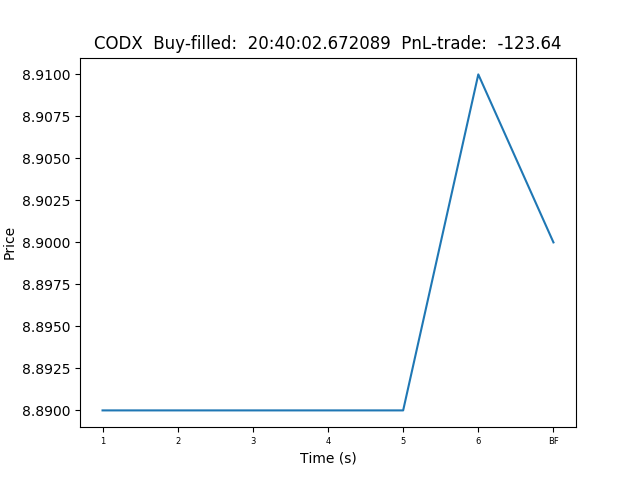 CODX  Buy-filled:  20:40:02.672089  PnL-trade:  -123.64
8.9100
8.9075
8.9050
8.9025
8.9000
8.8975
8.8950
8.8925
8.8900
Price
1 2 3 4 5 6 BF
Time (s)